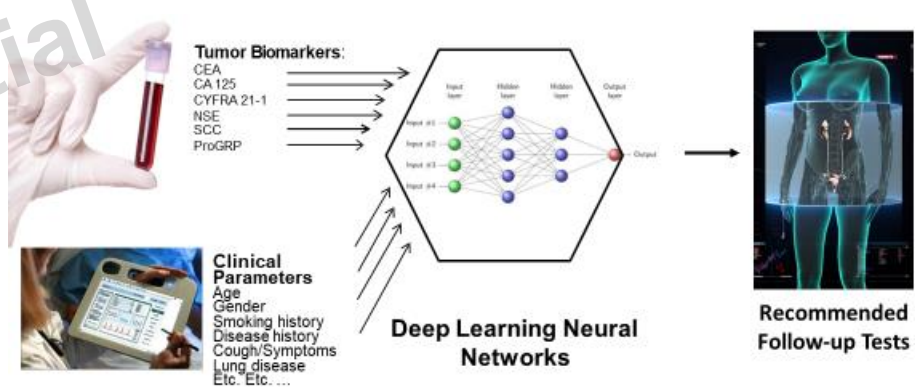 tial
Tumor Biomarkers:
CEA
CA 125
CYFRA 21-1
NSE
SCC
ProGRP
Input layer
Hidden layer
Hidden layer
Output layer
Input #1
Input #2
Input #3
Input #4
Output
Clinical
Parameters
Age
Gender
Smoking history
Disease history
Cough/Symptoms
Lung disease
Etc. Etc. ...
Deep Learning Neural
Networks
Recommended
Follow-up Tests